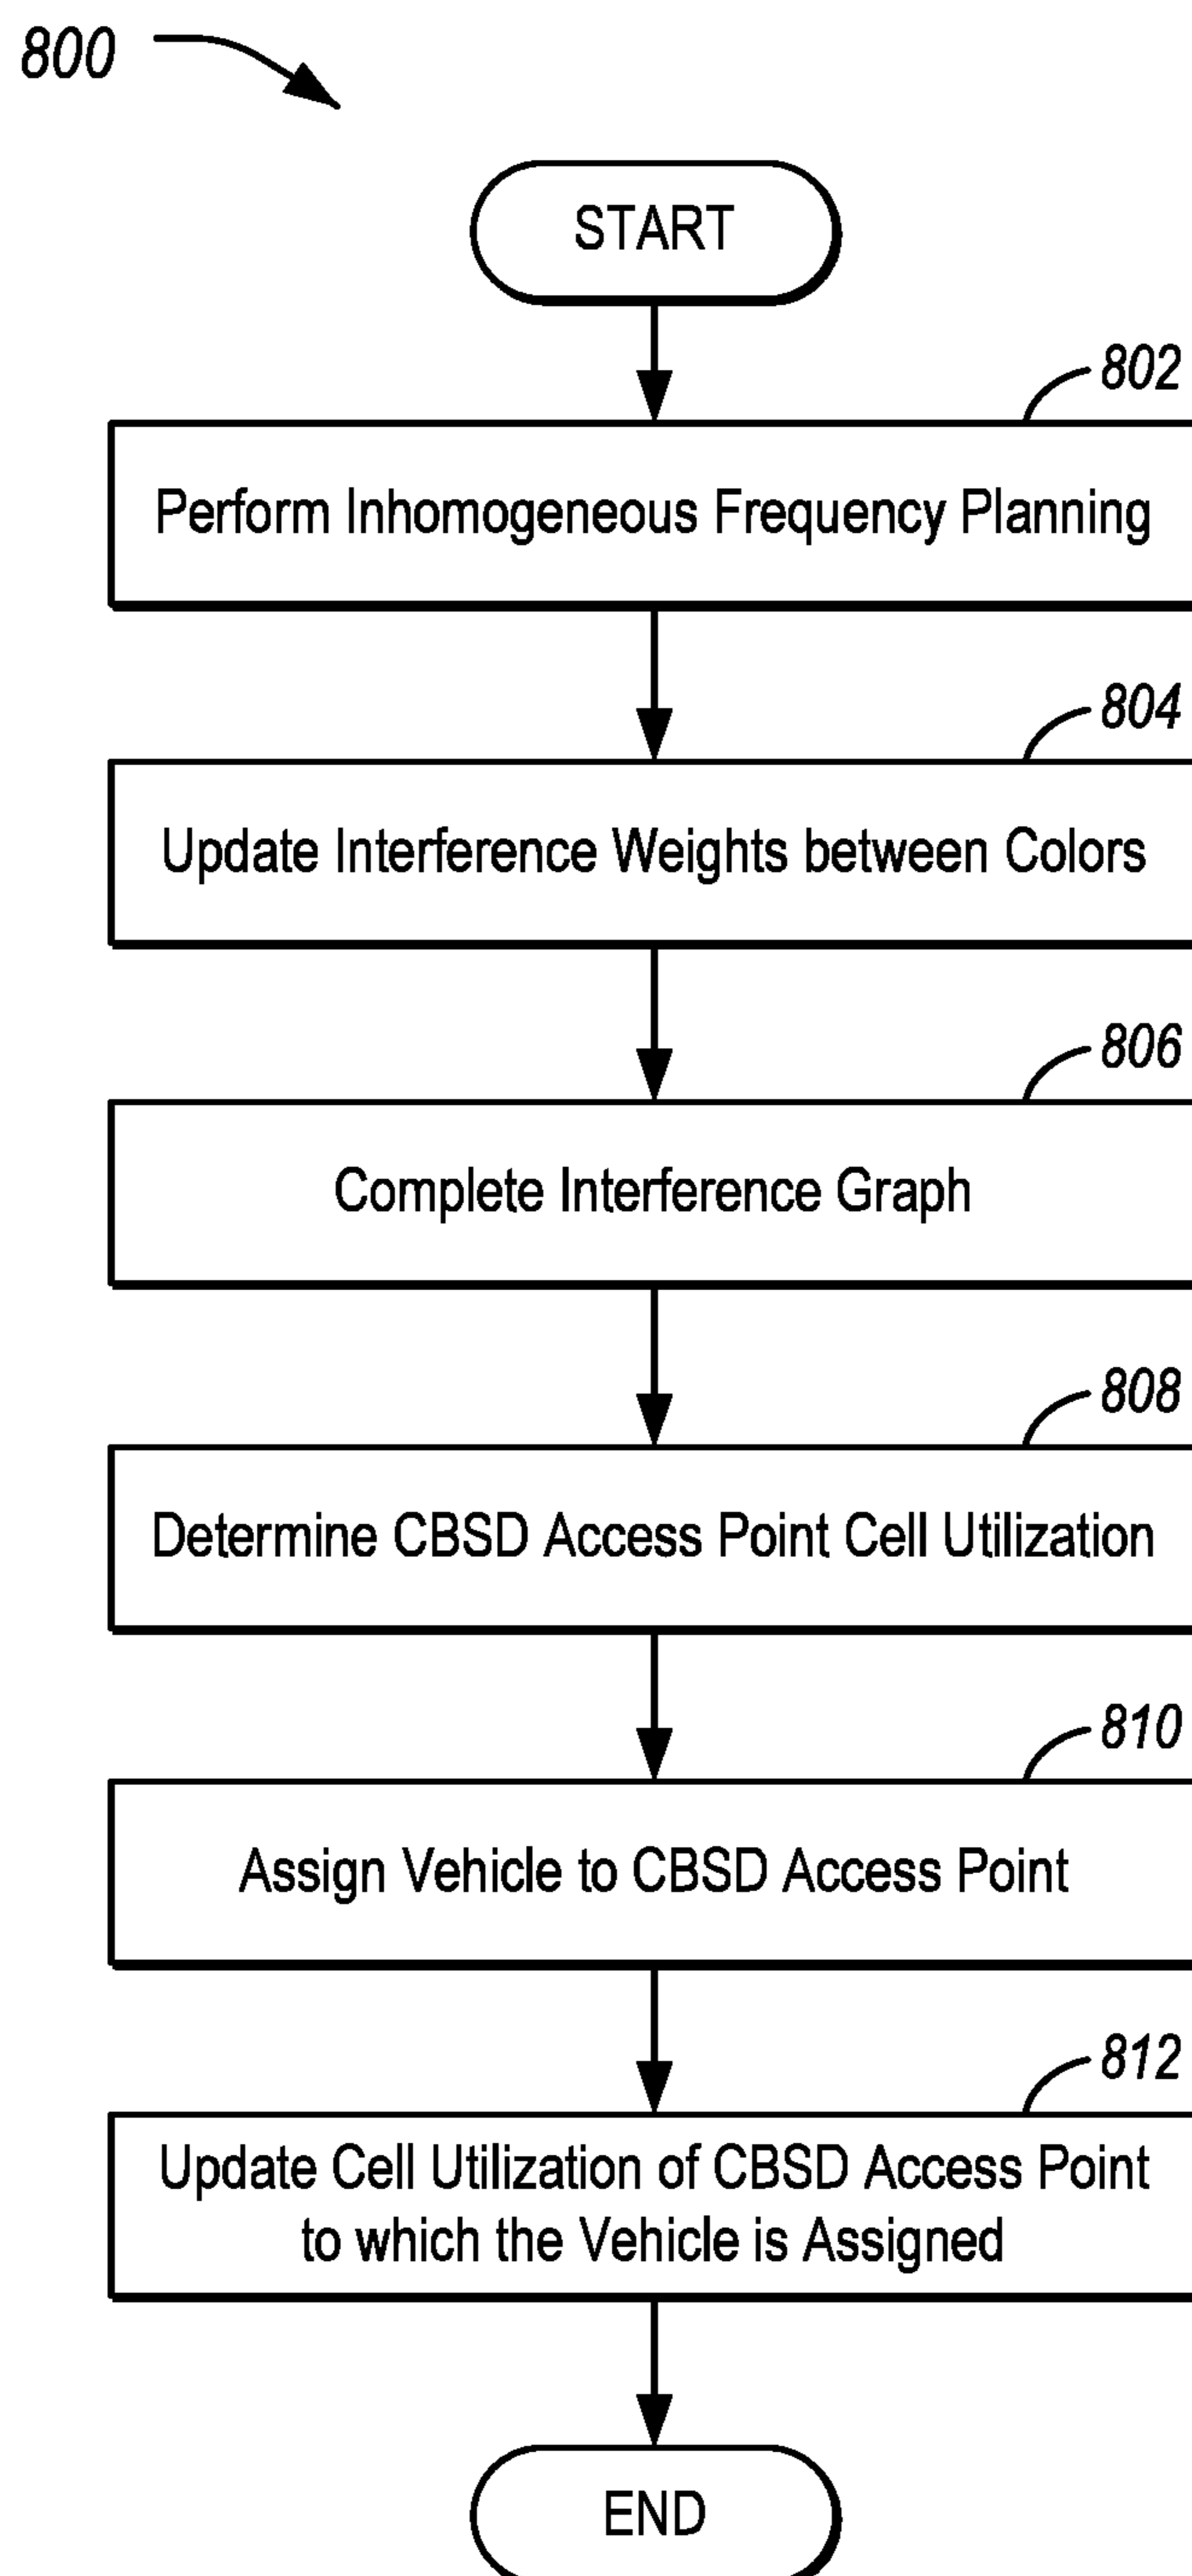 800
START
802
Perform Inhomogeneous Frequency Planning
804
Update Interference Weights between Colors
806
Complete Interference Graph
808
Determine CBSD Access Point Cell Utilization
810
Assign Vehicle to CBSD Access Point
812
Update Cell Utilization of CBSD Access Point
to which the Vehicle is Assigned
END